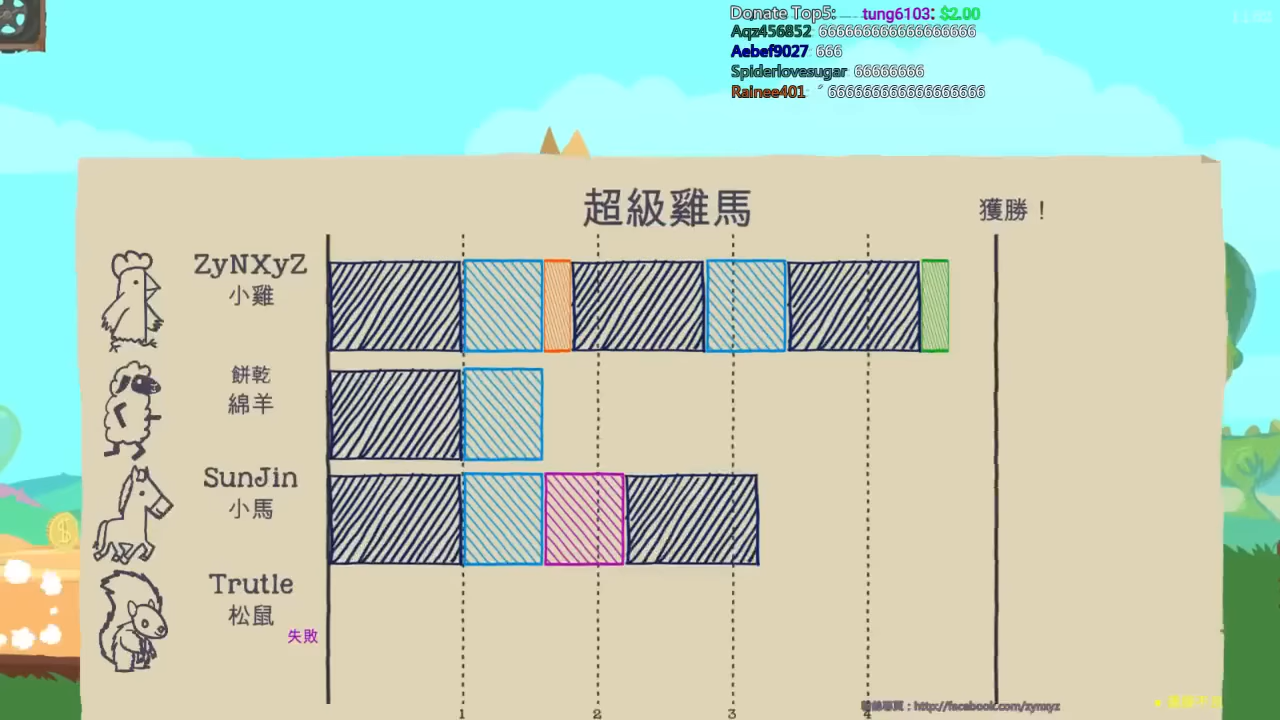 Donate Top5: tung6103: $2.00
Aqz456852 666666666666666666
Aebef9027 666
Spiderlovesugar 66666666
Rainee401 ˊ 666666666666666666
超級雞馬
獲勝！
ZyNXyZ
小雞
餅乾
綿羊
SunJin
小馬
Trutle
松鼠
失敗
1 2 3 4
http://facebook.com/zynxyz